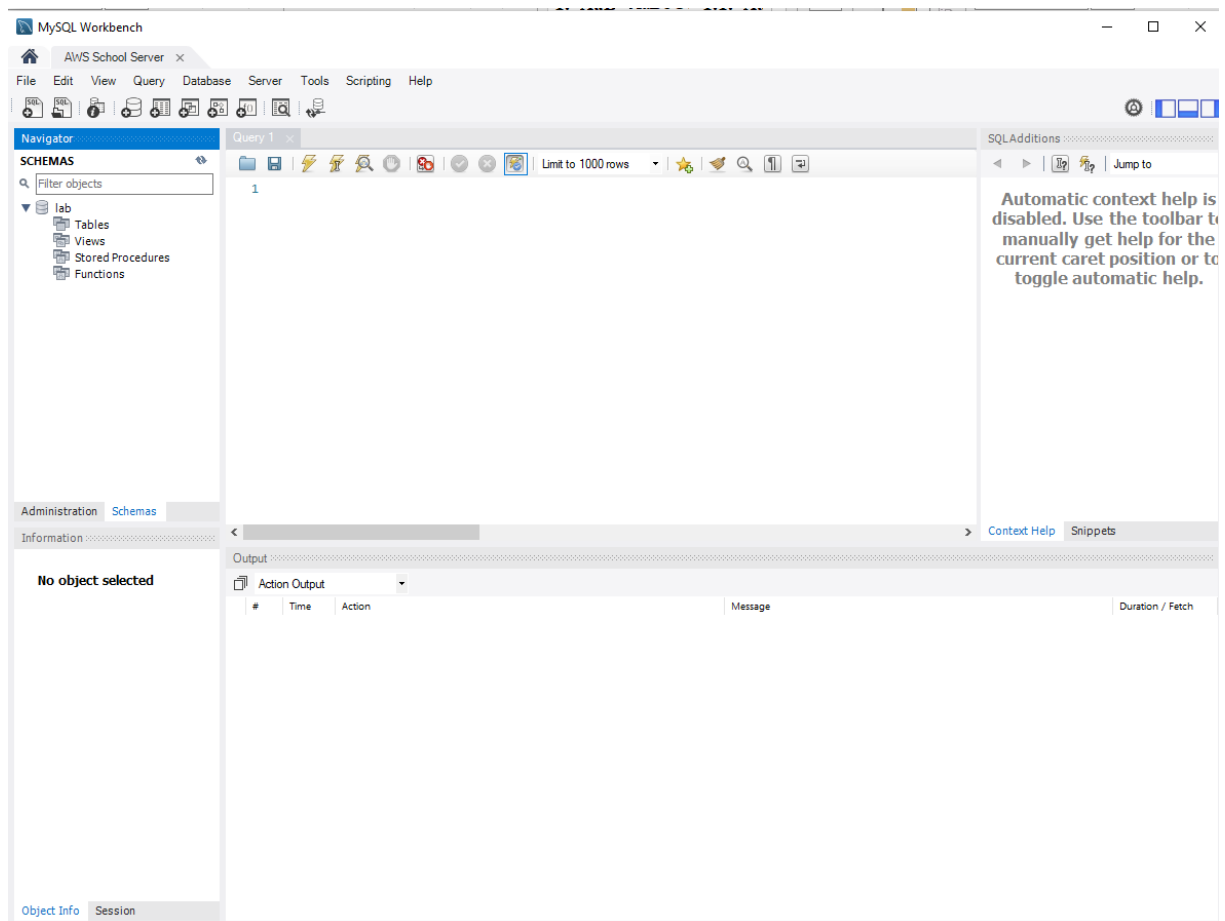 MySQL Workbench
AWS School Server
File Edit View Query Database Server Tools Scripting Help
Navigator
SCHEMAS
Filter objects
lab
Tables
Views
Stored Procedures
Functions
Administration Schemas
Information
No object selected
Object Info Session
Query 1
Limit to 1000 rows
1
Output
Action Output
# Time Action Message Duration / Fetch
SQLAdditions
Jump to
Automatic context help is
disabled. Use the toolbar t
manually get help for the
current caret position or to
toggle automatic help.
Context Help Snippets